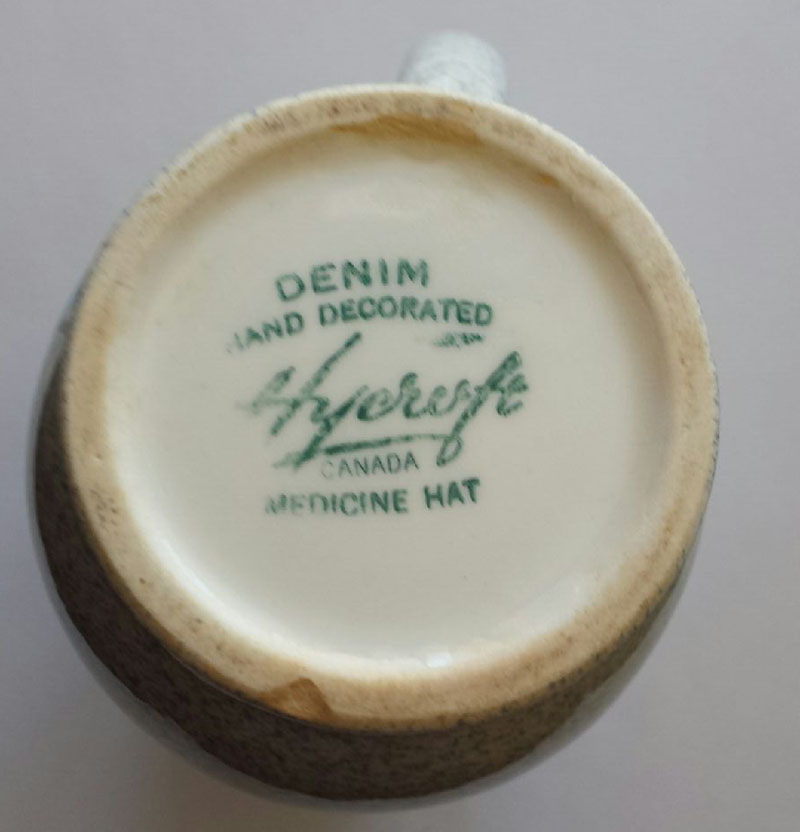 DENIM
HAND DECORATED
Hycroft
CANADA
MEDICINE HAT